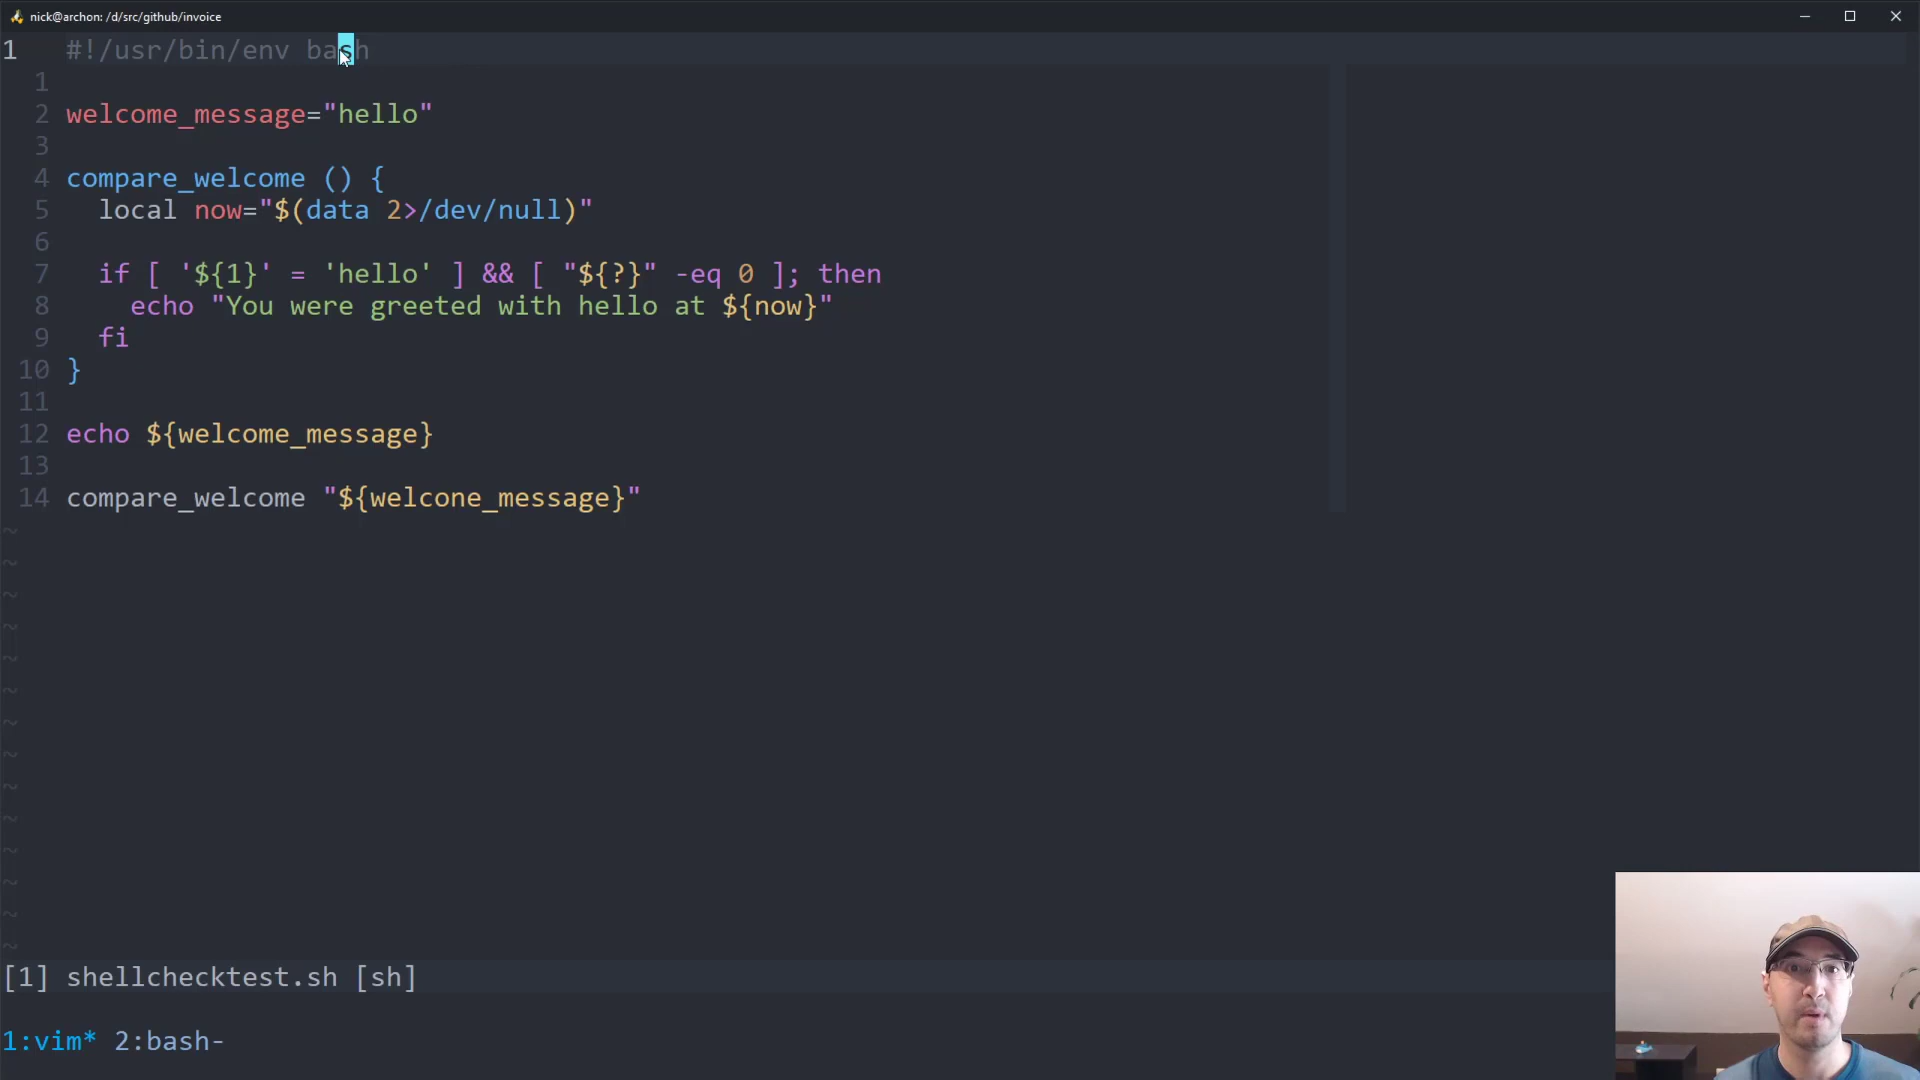 nick@archon: /d/src/github/invoice
1 #!/usr/bin/env bash
1
2 welcome_message="hello"
3
4 compare_welcome () {
5 local now="$(data 2>/dev/null)"
6
7 if [ '${1}' = 'hello' ] && [ "${?}" -eq 0 ]; then
8 echo "You were greeted with hello at ${now}"
9 fi
10 }
11
12 echo ${welcome_message}
13
14 compare_welcome "${welcone_message}"
~
~
~
~
~
~
~
~
~
~
~
~
~
~
[1] shellchecktest.sh [sh]
1:vim* 2:bash-